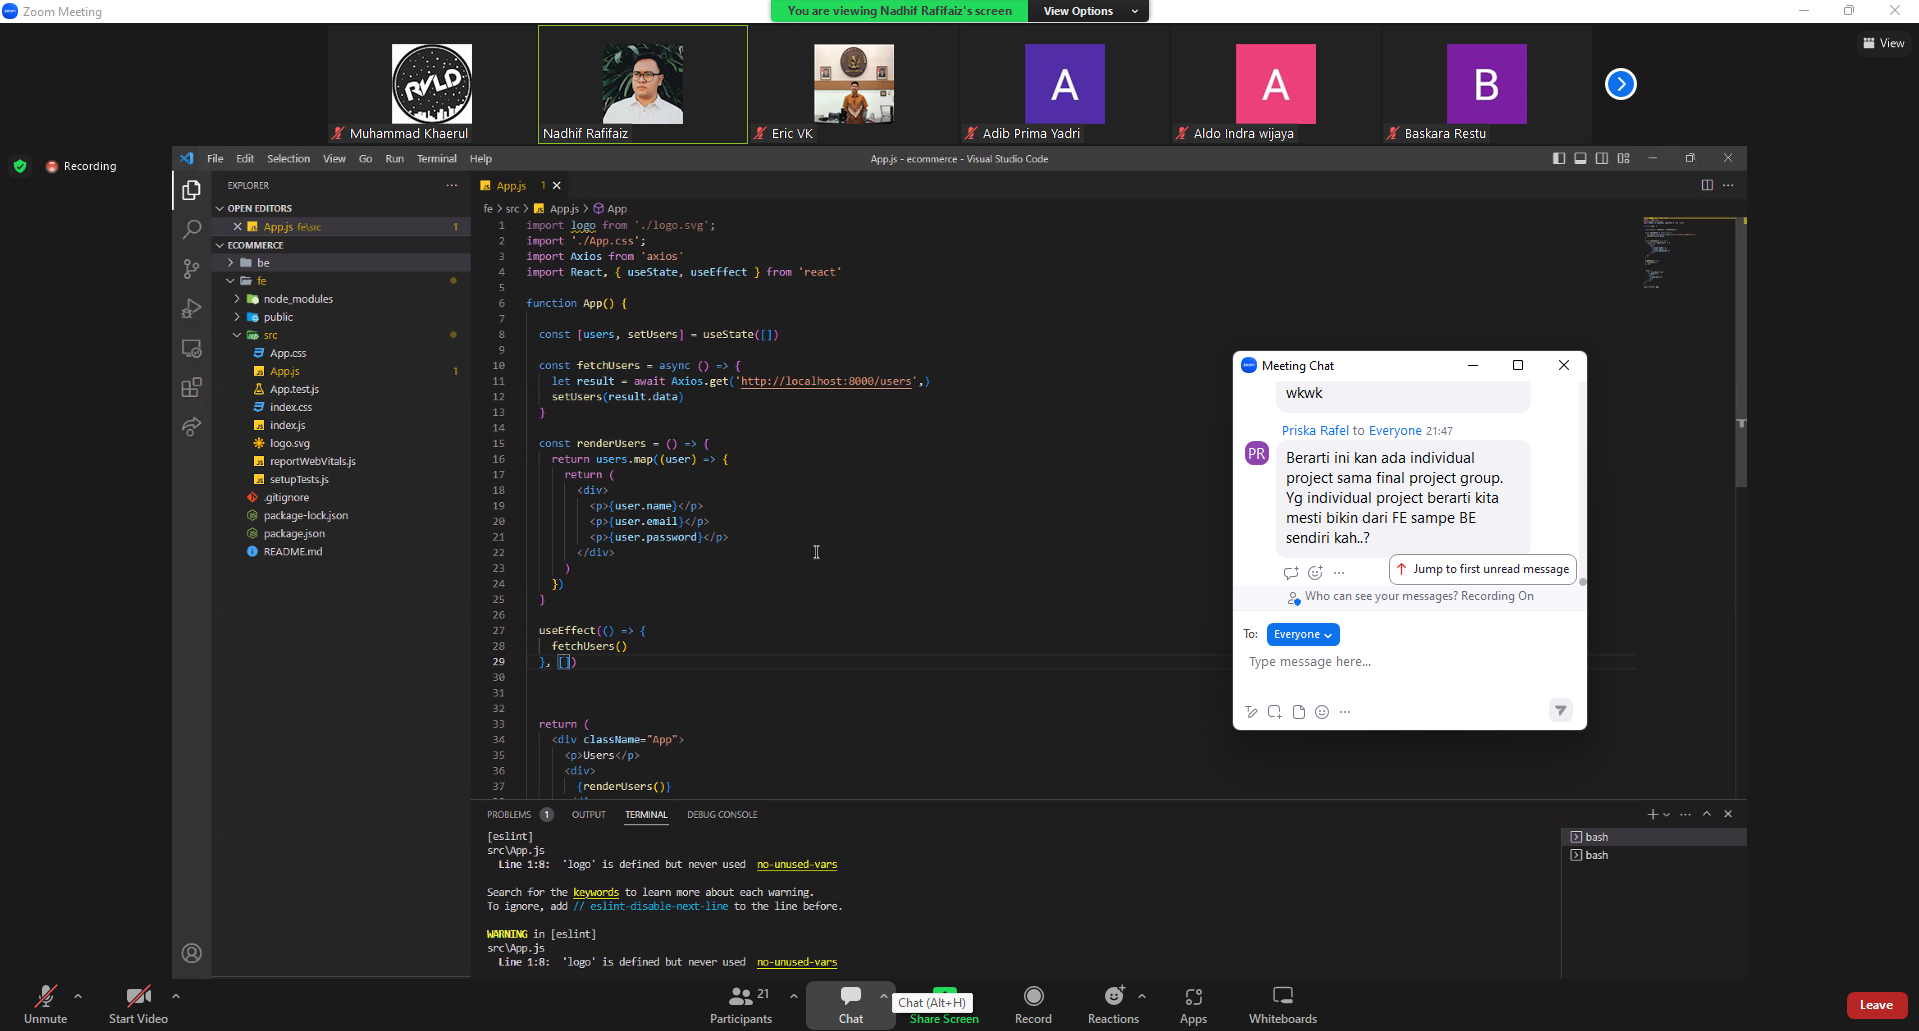 Zoom Meeting
You are viewing Nadhif Rafifaiz's screen
View Options
View
RVLD
Muhammad Khaerul
Nadhif Rafifaiz
Eric VK
A
Adib Prima Yadri
A
Aldo Indra wijaya
B
Baskara Restu
Recording
File Edit Selection View Go Run Terminal Help
App.js - ecommerce - Visual Studio Code
EXPLORER
OPEN EDITORS
App.js fe\src 1
ECOMMERCE
be
fe
node_modules
public
src
App.css
App.js 1
App.test.js
index.css
index.js
logo.svg
reportWebVitals.js
setupTests.js
.gitignore
package-lock.json
package.json
README.md
App.js 1
fe > src > App.js > App
1 import logo from './logo.svg';
2 import './App.css';
3 import Axios from 'axios'
4 import React, { useState, useEffect } from 'react'
5
6 function App() {
7
8 const [users, setUsers] = useState([])
9
10 const fetchUsers = async () => {
11 let result = await Axios.get('http://localhost:8000/users',)
12 setUsers(result.data)
13 }
14
15 const renderUsers = () => {
16 return users.map((user) => {
17 return (
18 <div>
19 <p>{user.name}</p>
20 <p>{user.email}</p>
21 <p>{user.password}</p>
22 </div>
23 )
24 })
25 }
26
27 useEffect(() => {
28 fetchUsers()
29 }, [])
30
31
32
33 return (
34 <div className="App">
35 <p>Users</p>
36 <div>
37 {renderUsers()}
Meeting Chat
wkwk
Priska Rafel to Everyone 21:47
PR
Berarti ini kan ada individual
project sama final project group.
Yg individual project berarti kita
mesti bikin dari FE sampe BE
sendiri kah..?
Jump to first unread message
Who can see your messages? Recording On
To: Everyone
Type message here...
PROBLEMS 1 OUTPUT TERMINAL DEBUG CONSOLE
[eslint]
src\App.js
Line 1:8: 'logo' is defined but never used no-unused-vars
Search for the keywords to learn more about each warning.
To ignore, add // eslint-disable-next-line to the line before.
WARNING in [eslint]
src\App.js
Line 1:8: 'logo' is defined but never used no-unused-vars
bash
bash
Unmute
Start Video
21
Participants
Chat
Chat (Alt+H)
Share Screen
Record
Reactions
Apps
Whiteboards
Leave